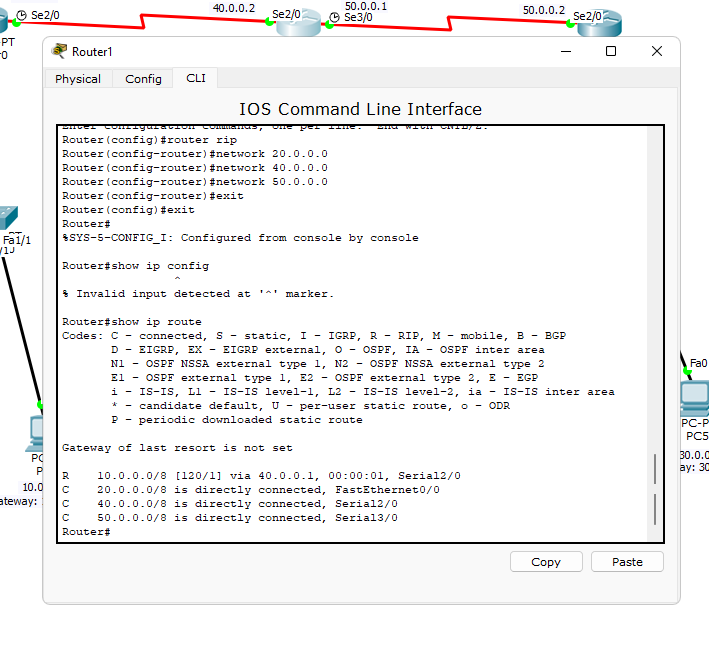 40.0.0.2
50.0.0.1
50.0.0.2
Se2/0
Se2/0
Se3/0
Se2/0
-PT
r0
Router1
Physical
Config
CLI
IOS Command Line Interface
Enter configuration commands, one per line.  End with CNTL/Z.
Router(config)#router rip
Router(config-router)#network 20.0.0.0
Router(config-router)#network 40.0.0.0
Router(config-router)#network 50.0.0.0
Router(config-router)#exit
Router(config)#exit
Router#
%SYS-5-CONFIG_I: Configured from console by console
Router#show ip config
^
% Invalid input detected at '^' marker.
Router#show ip route
Codes: C - connected, S - static, I - IGRP, R - RIP, M - mobile, B - BGP
D - EIGRP, EX - EIGRP external, O - OSPF, IA - OSPF inter area
N1 - OSPF NSSA external type 1, N2 - OSPF NSSA external type 2
E1 - OSPF external type 1, E2 - OSPF external type 2, E - EGP
i - IS-IS, L1 - IS-IS level-1, L2 - IS-IS level-2, ia - IS-IS inter area
* - candidate default, U - per-user static route, o - ODR
P - periodic downloaded static route
Gateway of last resort is not set
R    10.0.0.0/8 [120/1] via 40.0.0.1, 00:00:01, Serial2/0
C    20.0.0.0/8 is directly connected, FastEthernet0/0
C    40.0.0.0/8 is directly connected, Serial2/0
C    50.0.0.0/8 is directly connected, Serial3/0
Router#
Copy
Paste
Fa1/1
PC
P
10.0
ateway:
Fa0
PC-P
PC5
30.0.0
ay: 30